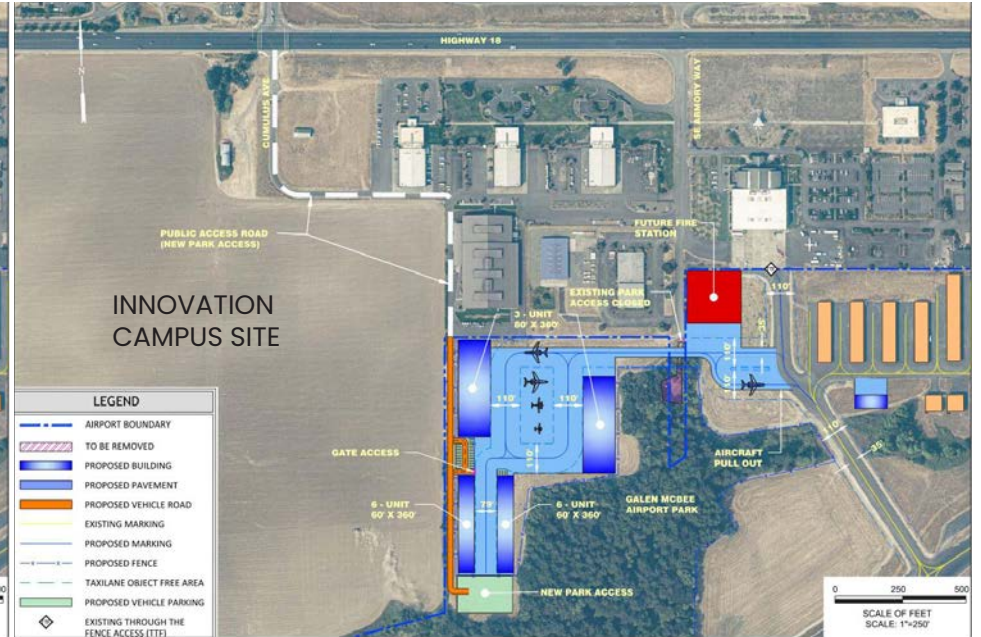 HIGHWAY 18
N
CUMULUS AVE
SE ARMORY WAY
PUBLIC ACCESS ROAD
(NEW PARK ACCESS)
FUTURE FIRE
STATION
110'
INNOVATION
CAMPUS SITE
EXISTING PARK
ACCESS CLOSED
3 - UNIT
60' X 360'
35'
110'
110'
110'
110'
110'
110'
35'
GATE ACCESS
AIRCRAFT
PULL OUT
6 - UNIT
60' X 360'
79'
6 - UNIT
60' X 360'
GALEN MCBEE
AIRPORT PARK
NEW PARK ACCESS
LEGEND
AIRPORT BOUNDARY
TO BE REMOVED
PROPOSED BUILDING
PROPOSED PAVEMENT
PROPOSED VEHICLE ROAD
EXISTING MARKING
PROPOSED MARKING
PROPOSED FENCE
TAXILANE OBJECT FREE AREA
PROPOSED VEHICLE PARKING
EXISTING THROUGH THE
FENCE ACCESS (TTF)
0 250 500
SCALE OF FEET
SCALE: 1"=250'